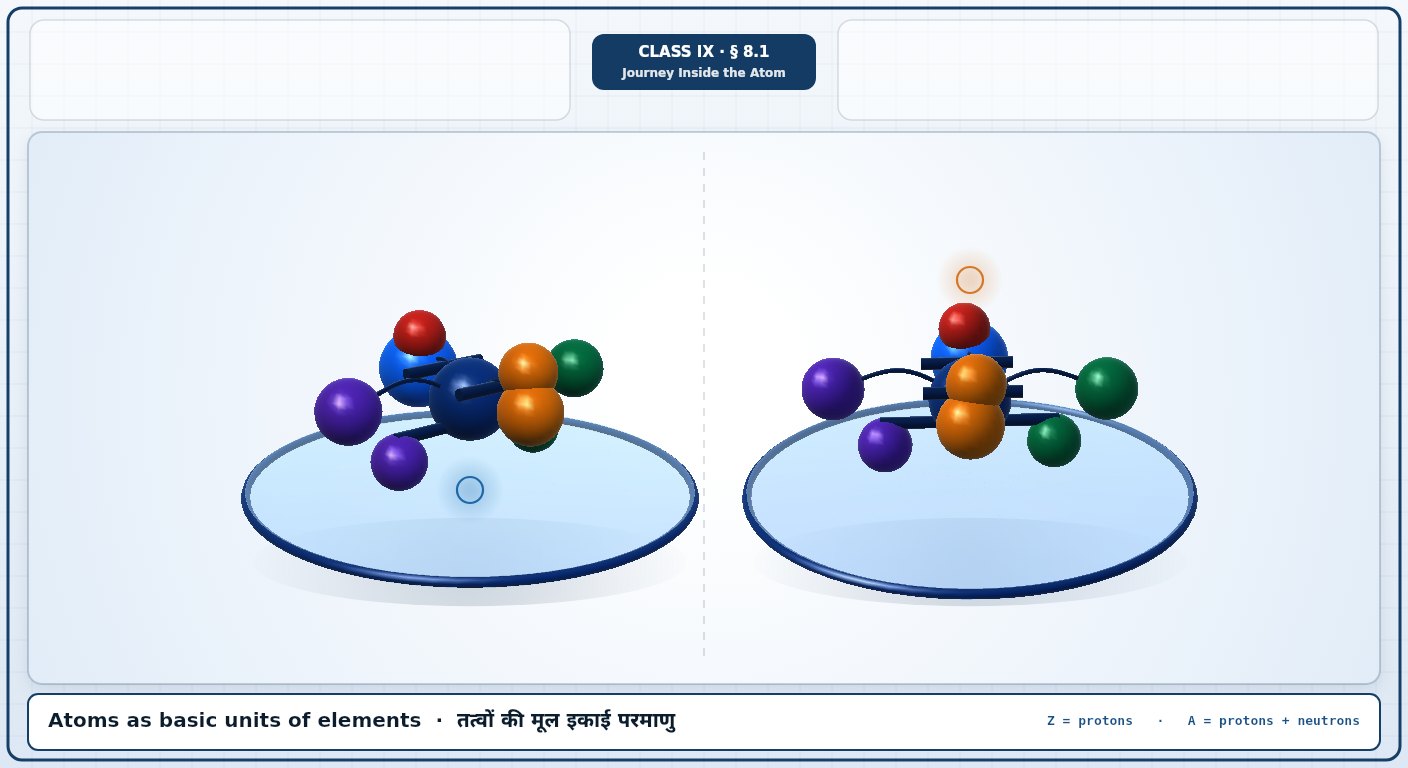 CLASS IX · § 8.1
Journey Inside the Atom
Atoms as basic units of elements · तत्वों की मूल इकाई परमाणु
Z = protons · A = protons + neutrons